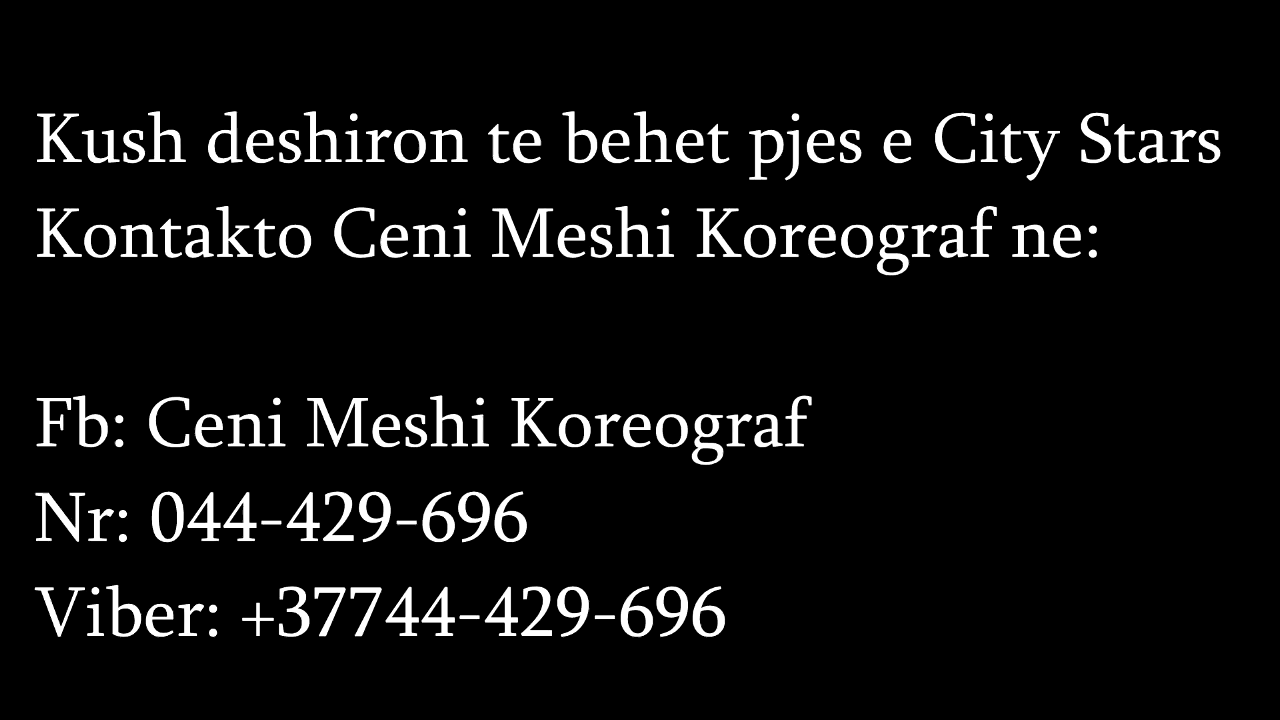 Kush deshiron te behet pjes e City Stars
Kontakto Ceni Meshi Koreograf ne:
Fb: Ceni Meshi Koreograf
Nr: 044-429-696
Viber: +37744-429-696